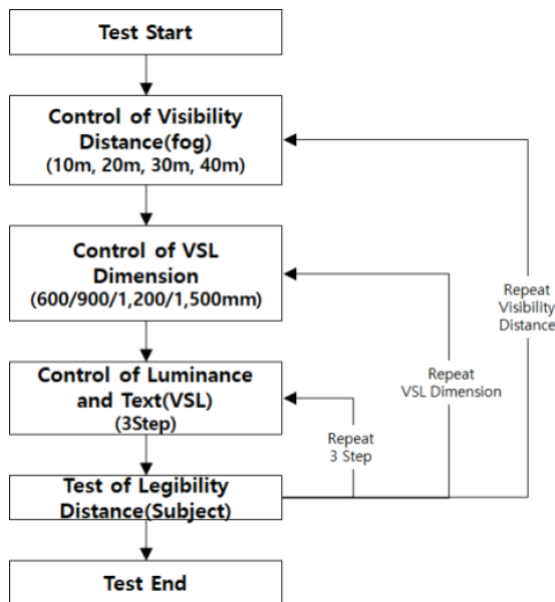 Test Start
Control of Visibility
Distance(fog)
(10m, 20m, 30m, 40m)
Control of VSL
Dimension
(600/900/1,200/1,500mm)
Repeat
Visibility
Distance
Control of Luminance
and Text(VSL)
(3Step)
Repeat
VSL Dimension
Repeat
3 Step
Test of Legibility
Distance(Subject)
Test End